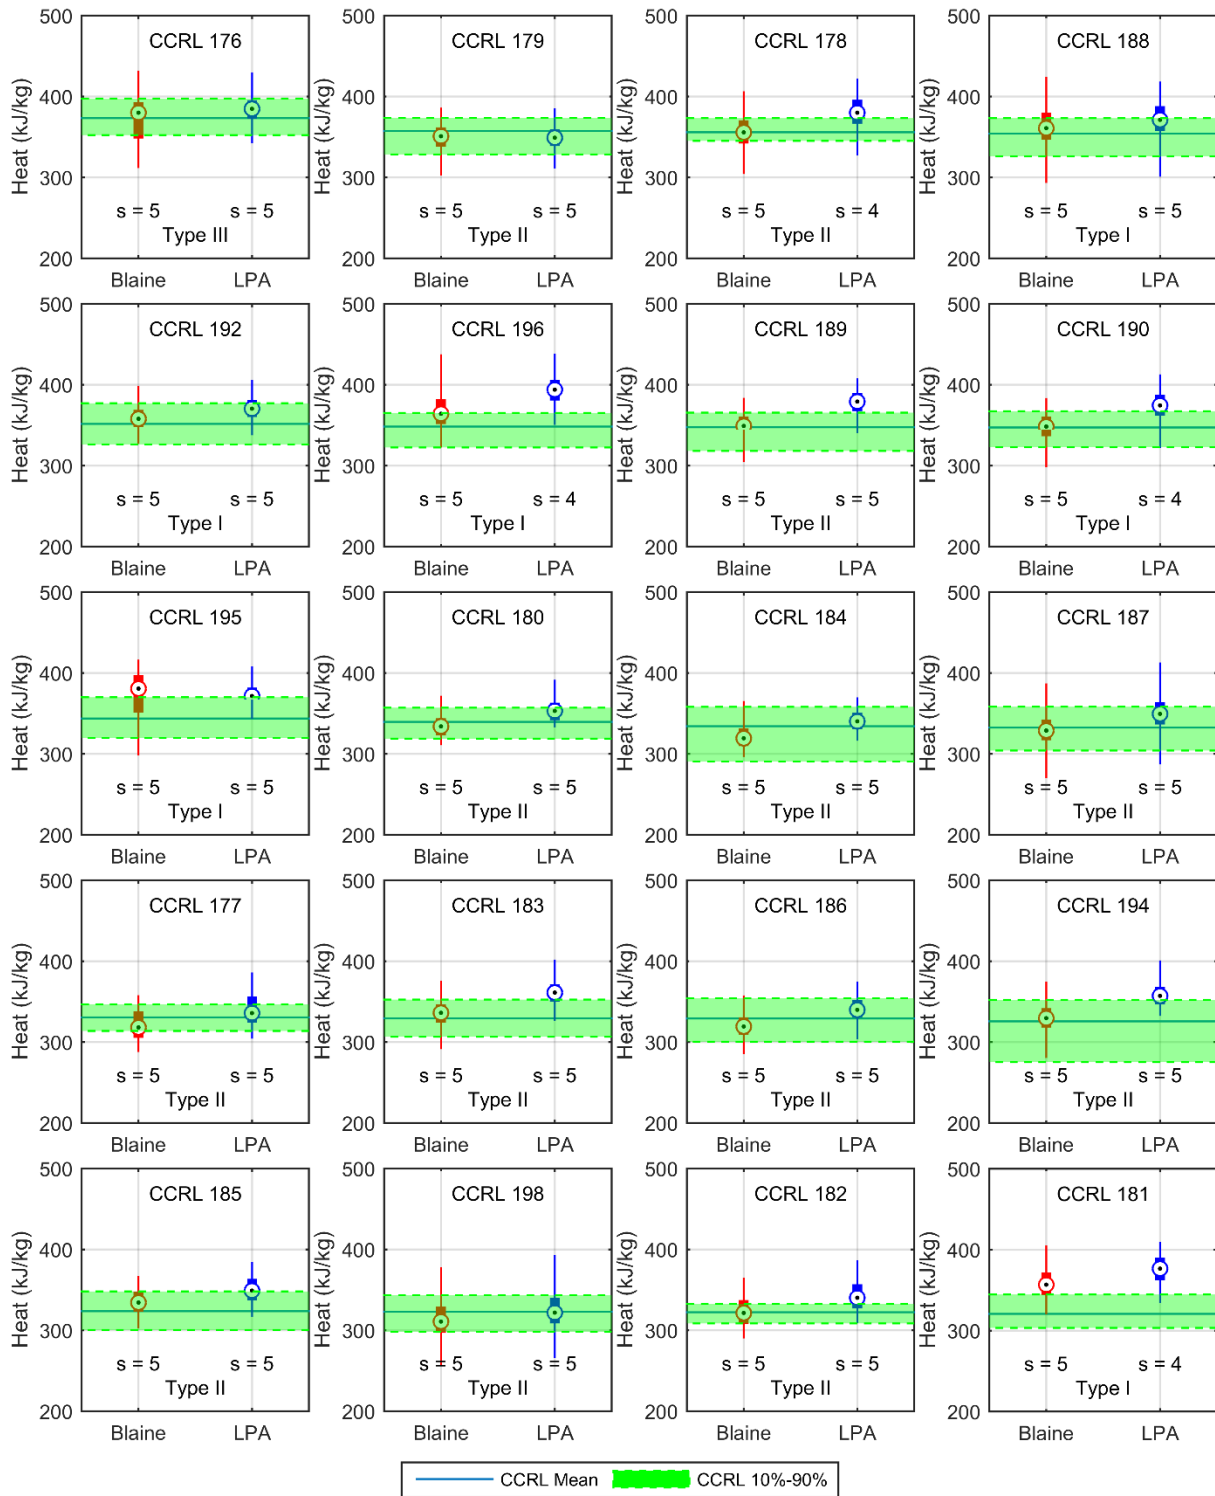 500
CCRL 176
400
300
200
Heat (kJ/kg)
s = 5 s = 5
Type III
Blaine LPA
500
CCRL 179
400
300
200
Heat (kJ/kg)
s = 5 s = 5
Type II
Blaine LPA
500
CCRL 178
400
300
200
Heat (kJ/kg)
s = 5 s = 4
Type II
Blaine LPA
500
CCRL 188
400
300
200
Heat (kJ/kg)
s = 5 s = 5
Type I
Blaine LPA
500
CCRL 192
400
300
200
Heat (kJ/kg)
s = 5 s = 5
Type I
Blaine LPA
500
CCRL 196
400
300
200
Heat (kJ/kg)
s = 5 s = 4
Type I
Blaine LPA
500
CCRL 189
400
300
200
Heat (kJ/kg)
s = 5 s = 5
Type II
Blaine LPA
500
CCRL 190
400
300
200
Heat (kJ/kg)
s = 5 s = 4
Type I
Blaine LPA
500
CCRL 195
400
300
200
Heat (kJ/kg)
s = 5 s = 5
Type I
Blaine LPA
500
CCRL 180
400
300
200
Heat (kJ/kg)
s = 5 s = 5
Type II
Blaine LPA
500
CCRL 184
400
300
200
Heat (kJ/kg)
s = 5 s = 5
Type II
Blaine LPA
500
CCRL 187
400
300
200
Heat (kJ/kg)
s = 5 s = 5
Type II
Blaine LPA
500
CCRL 177
400
300
200
Heat (kJ/kg)
s = 5 s = 5
Type II
Blaine LPA
500
CCRL 183
400
300
200
Heat (kJ/kg)
s = 5 s = 5
Type II
Blaine LPA
500
CCRL 186
400
300
200
Heat (kJ/kg)
s = 5 s = 5
Type II
Blaine LPA
500
CCRL 194
400
300
200
Heat (kJ/kg)
s = 5 s = 5
Type II
Blaine LPA
500
CCRL 185
400
300
200
Heat (kJ/kg)
s = 5 s = 5
Type II
Blaine LPA
500
CCRL 198
400
300
200
Heat (kJ/kg)
s = 5 s = 5
Type II
Blaine LPA
500
CCRL 182
400
300
200
Heat (kJ/kg)
s = 5 s = 5
Type II
Blaine LPA
500
CCRL 181
400
300
200
Heat (kJ/kg)
s = 5 s = 4
Type I
Blaine LPA
CCRL Mean CCRL 10%-90%